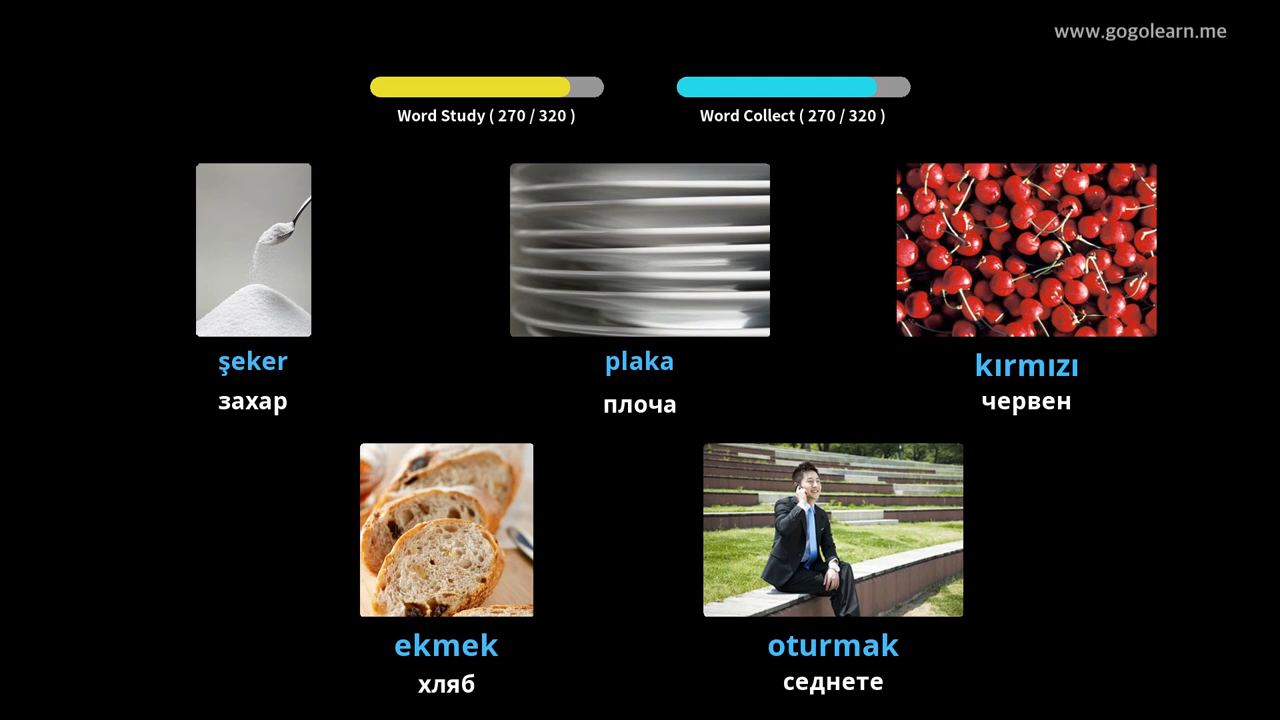 www.gogolearn.me
Word Study ( 270 / 320 )
Word Collect ( 270 / 320 )
şeker
захар
plaka
плоча
kırmızı
червен
ekmek
хляб
oturmak
седнете